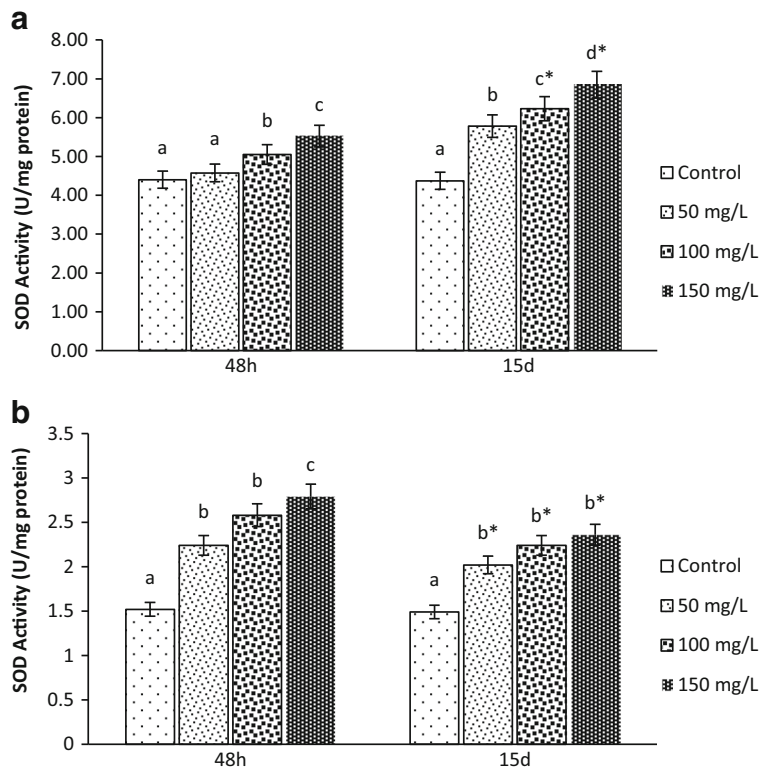 a
SOD Activity (U/mg protein)
8.00
7.00
6.00
5.00
4.00
3.00
2.00
1.00
0.00
a a b c
a b c* d*
48h 15d
Control
50 mg/L
100 mg/L
150 mg/L
b
SOD Activity (U/mg protein)
3.5
3
2.5
2
1.5
1
0.5
0
a b b c
a b* b* b*
48h 15d
Control
50 mg/L
100 mg/L
150 mg/L